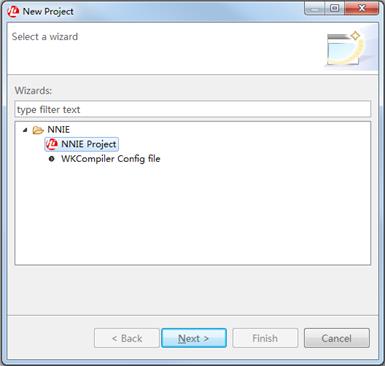 New Project
Select a wizard
Wizards:
type filter text
NNIE
NNIE Project
WKCompiler Config file
< Back
Next >
Finish
Cancel